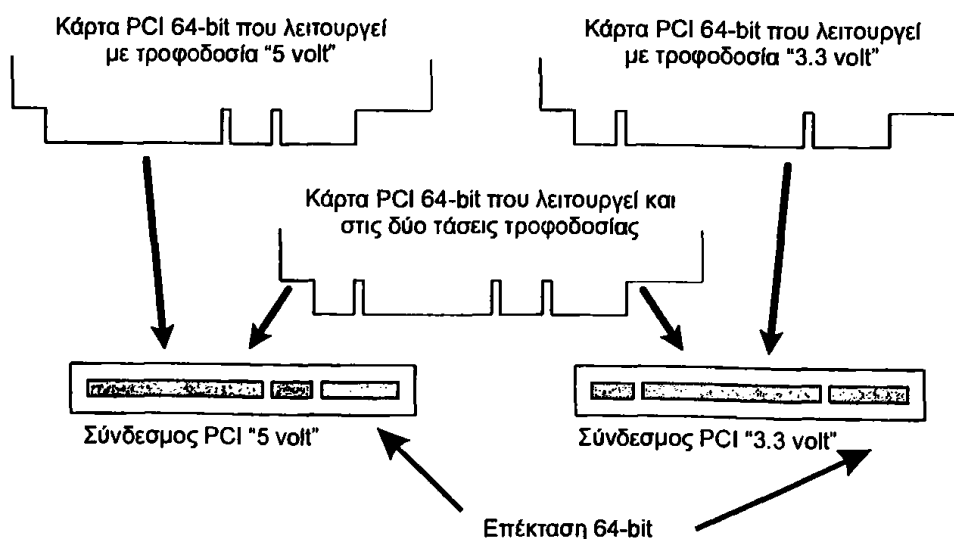 Κάρτα PCI 64-bit που λειτουργεί
με τροφοδοσία "5 volt"
Κάρτα PCI 64-bit που λειτουργεί
με τροφοδοσία "3.3 volt"
Κάρτα PCI 64-bit που λειτουργεί και
στις δύο τάσεις τροφοδοσίας
Σύνδεσμος PCI "5 volt"
Σύνδεσμος PCI "3.3 volt"
Επέκταση 64-bit